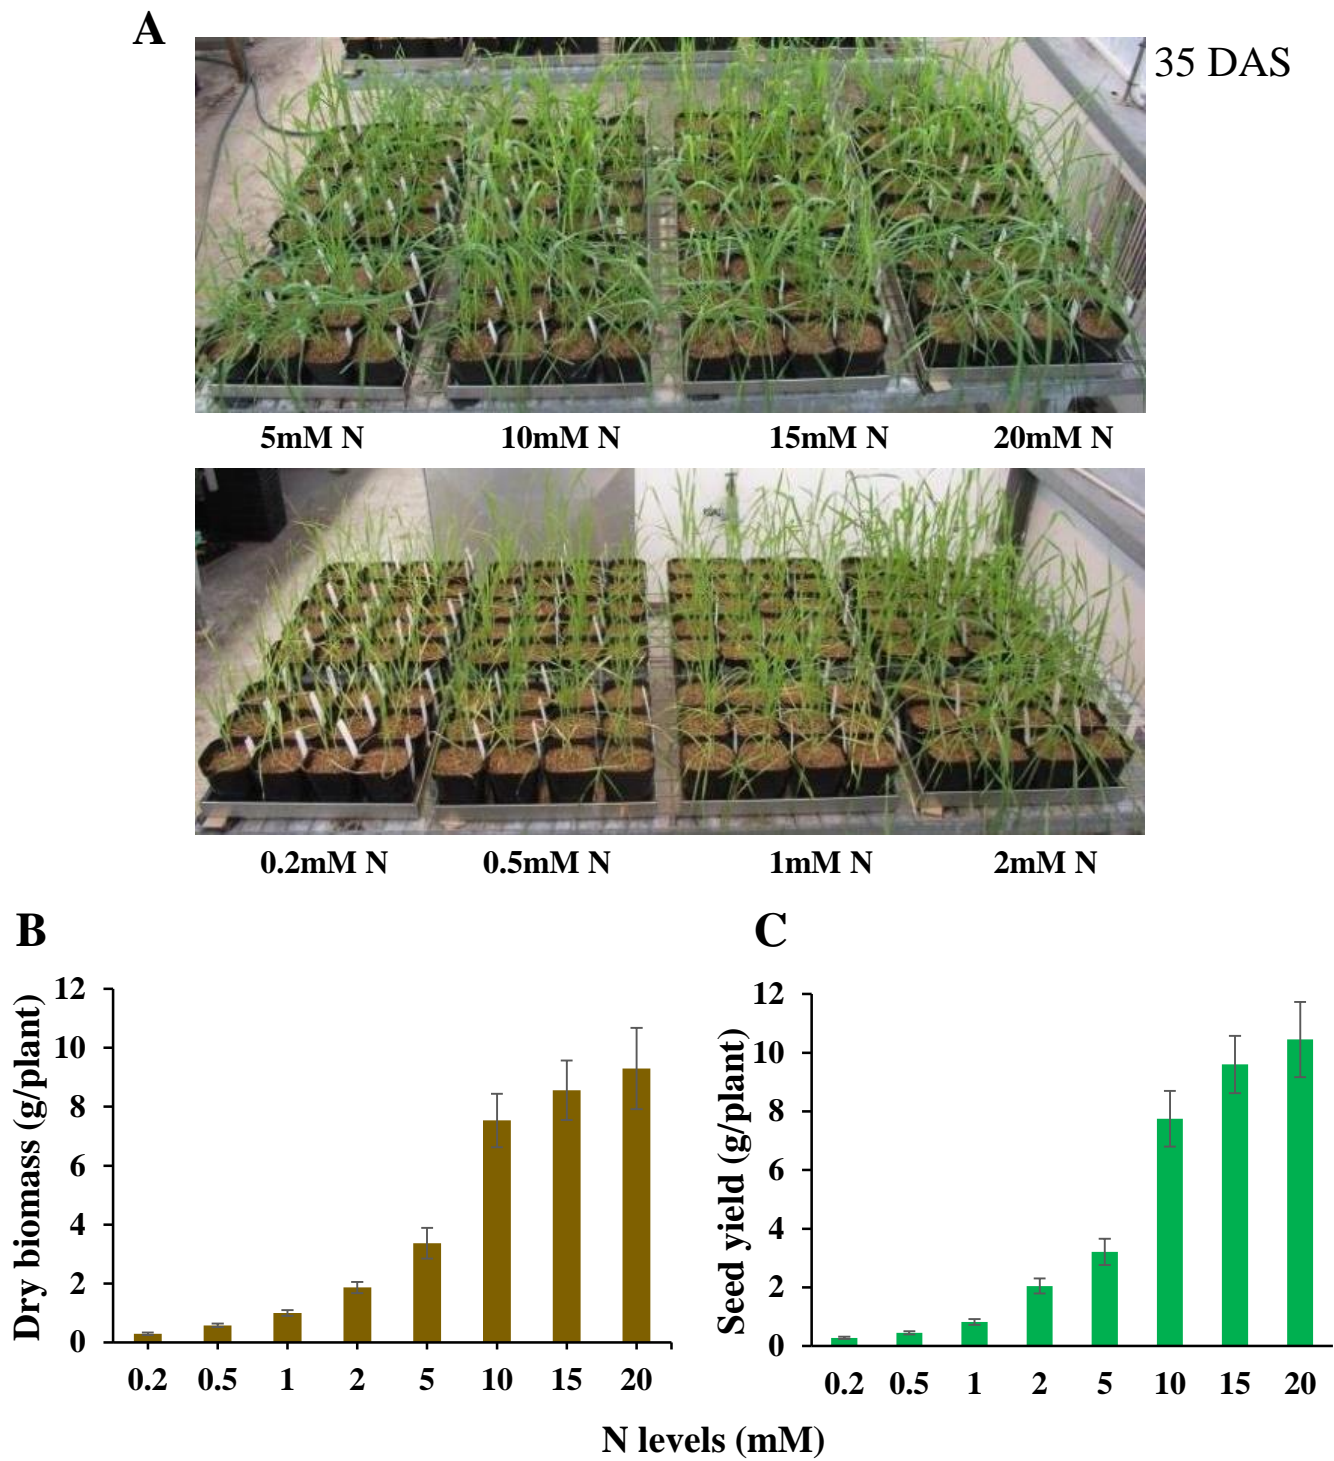 A
35 DAS
5mM N 10mM N 15mM N 20mM N
0.2mM N 0.5mM N 1mM N 2mM N
B
Dry biomass (g/plant)
12
10
8
6
4
2
0
0.2 0.5 1 2 5 10 15 20
C
Seed yield (g/plant)
12
10
8
6
4
2
0
0.2 0.5 1 2 5 10 15 20
N levels (mM)